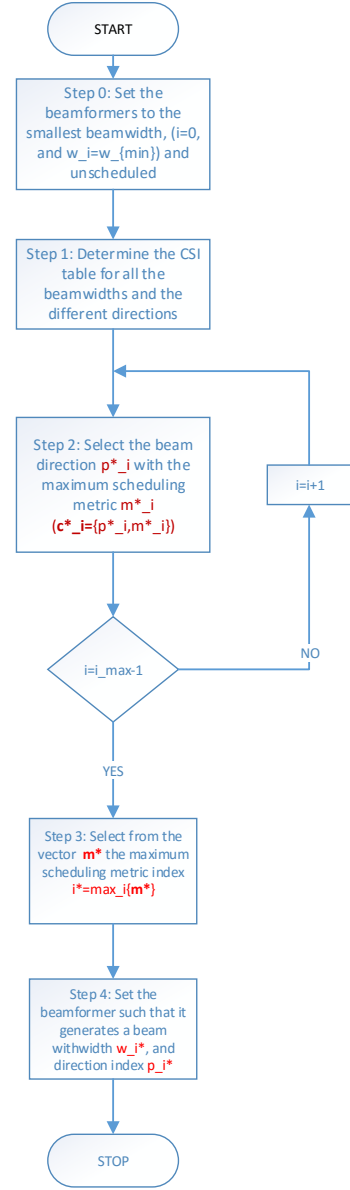 START
Step 0: Set the
beamformers to the
smallest beamwidth, (i=0,
and w_i=w_{min}) and
unscheduled
Step 1: Determine the CSI
table for all the
beamwidths and the
different directions
Step 2: Select the beam
direction p*_i with the
maximum scheduling
metric m*_i
(c*_i={p*_i,m*_i})
i=i+1
i=i_max-1
NO
YES
Step 3: Select from the
vector m* the maximum
scheduling metric index
i*=max_i{m*}
Step 4: Set the
beamformer such that it
generates a beam
withwidth w_i*, and
direction index p_i*
STOP